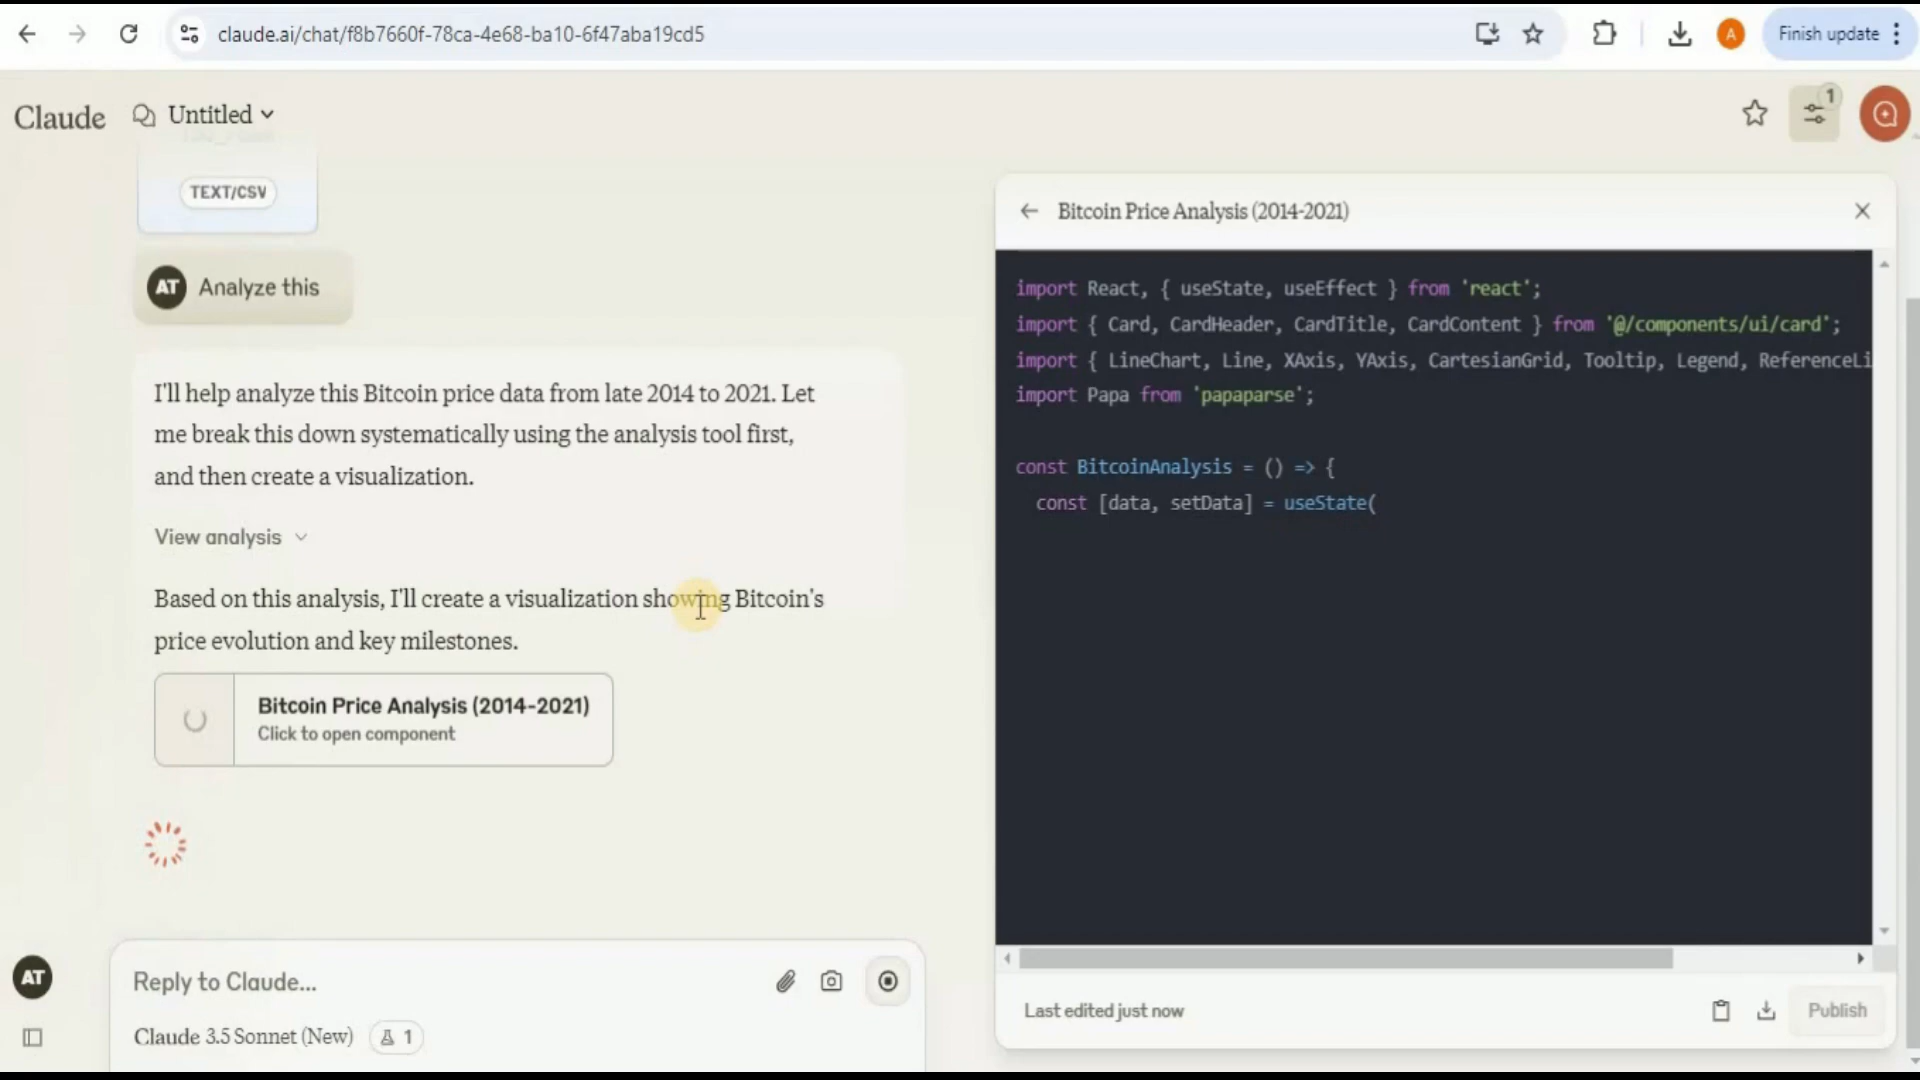 claude.ai/chat/f8b7660f-78ca-4e68-ba10-6f47aba19cd5
A
Finish update
Claude
Untitled
1
TEXT/CSV
AT
Analyze this
I'll help analyze this Bitcoin price data from late 2014 to 2021. Let
me break this down systematically using the analysis tool first,
and then create a visualization.
View analysis
Based on this analysis, I'll create a visualization showing Bitcoin's
price evolution and key milestones.
Bitcoin Price Analysis (2014-2021)
Click to open component
AT
Reply to Claude...
Claude 3.5 Sonnet (New)
1
Bitcoin Price Analysis (2014-2021)
import React, { useState, useEffect } from 'react';
import { Card, CardHeader, CardTitle, CardContent } from '@/components/ui/card';
import { LineChart, Line, XAxis, YAxis, CartesianGrid, Tooltip, Legend, ReferenceLi
import Papa from 'papaparse';
const BitcoinAnalysis = () => {
const [data, setData] = useState(
Last edited just now
Publish